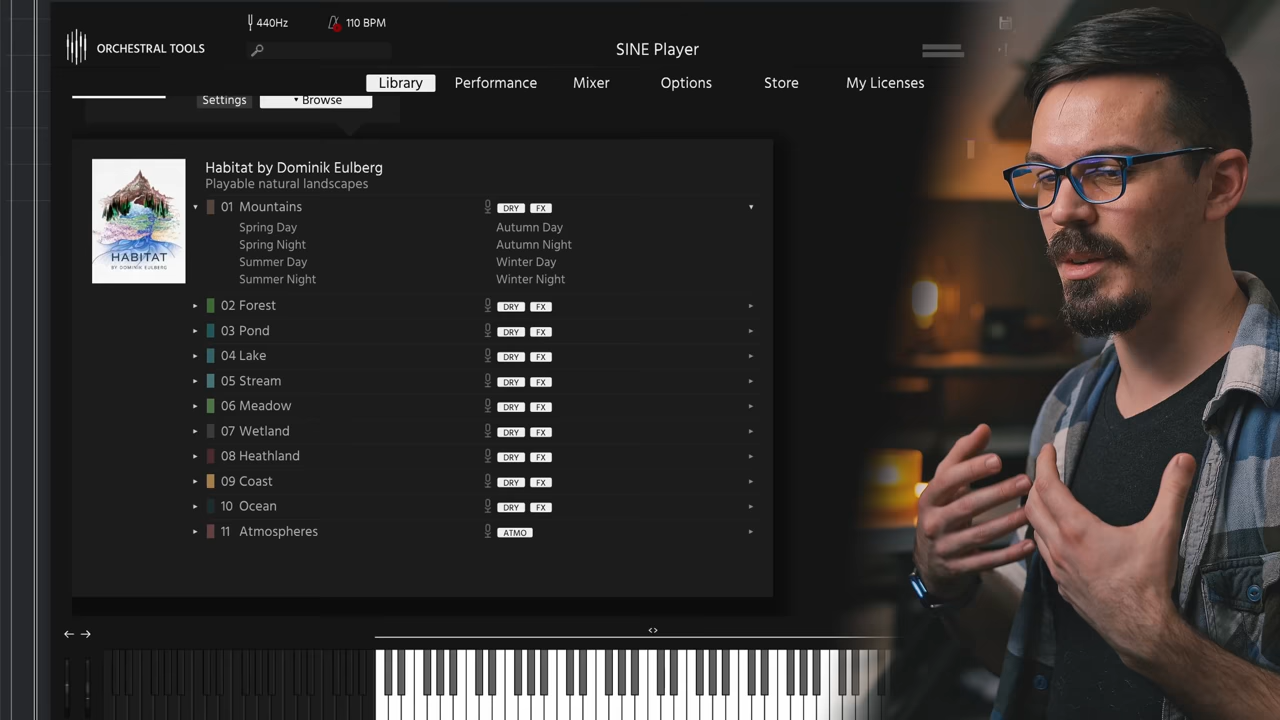 440Hz
110 BPM
ORCHESTRAL TOOLS
SINE Player
Library
Performance
Mixer
Options
Store
My Licenses
Settings
Browse
Habitat by Dominik Eulberg
Playable natural landscapes
HABITAT
BY DOMINIK EULBERG
01 Mountains DRY FX
Spring Day Autumn Day
Spring Night Autumn Night
Summer Day Winter Day
Summer Night Winter Night
02 Forest DRY FX
03 Pond DRY FX
04 Lake DRY FX
05 Stream DRY FX
06 Meadow DRY FX
07 Wetland DRY FX
08 Heathland DRY FX
09 Coast DRY FX
10 Ocean DRY FX
11 Atmospheres ATMO